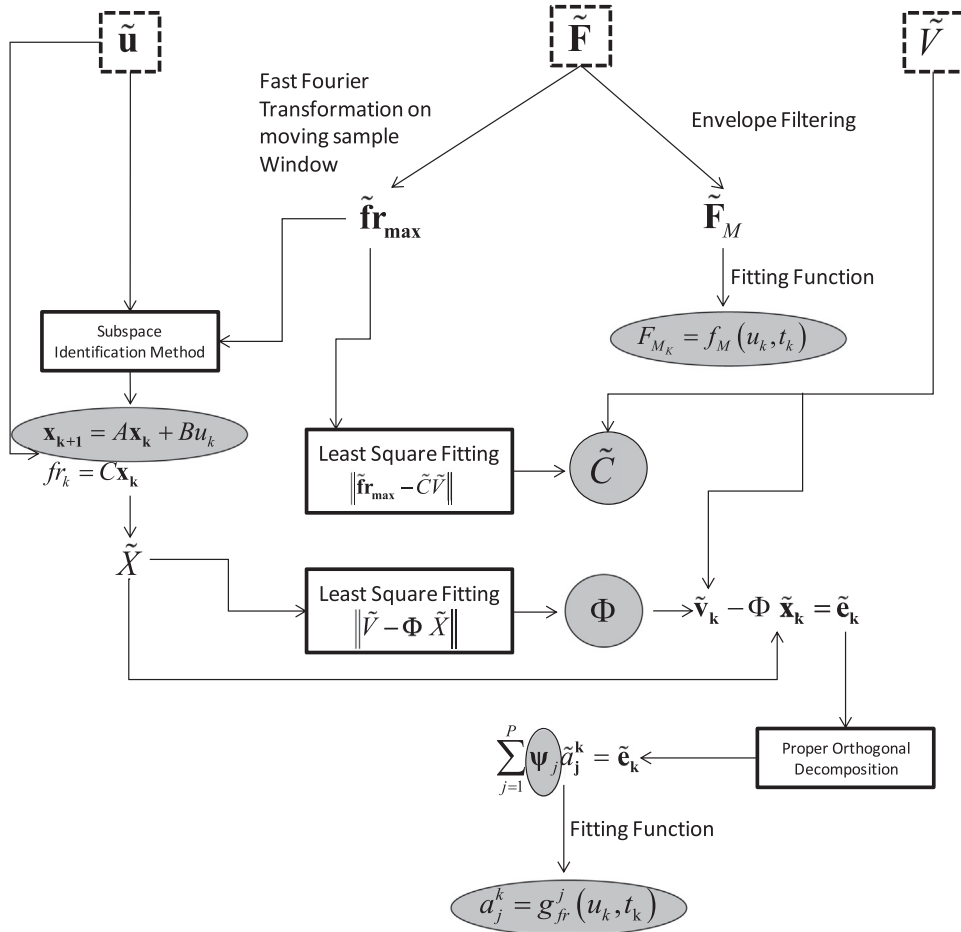 ũ
F̃
Ṽ
Fast Fourier
Transformation on
moving sample
Window
Envelope Filtering
f̃r_max
F̃_M
Fitting Function
F_{M_K} = f_M(u_k, t_k)
Subspace
Identification Method
x_{k+1} = Ax_k + Bu_k
fr_k = Cx_k
Least Square Fitting
‖f̃r_max − C̃Ṽ‖
C̃
X̃
Least Square Fitting
‖Ṽ − Φ X̃‖
Φ
ṽ_k − Φ x̃_k = ẽ_k
Proper Orthogonal
Decomposition
∑_{j=1}^{P} ψ_j ã_j^k = ẽ_k
Fitting Function
a_j^k = g_{fr}^j(u_k, t_k)